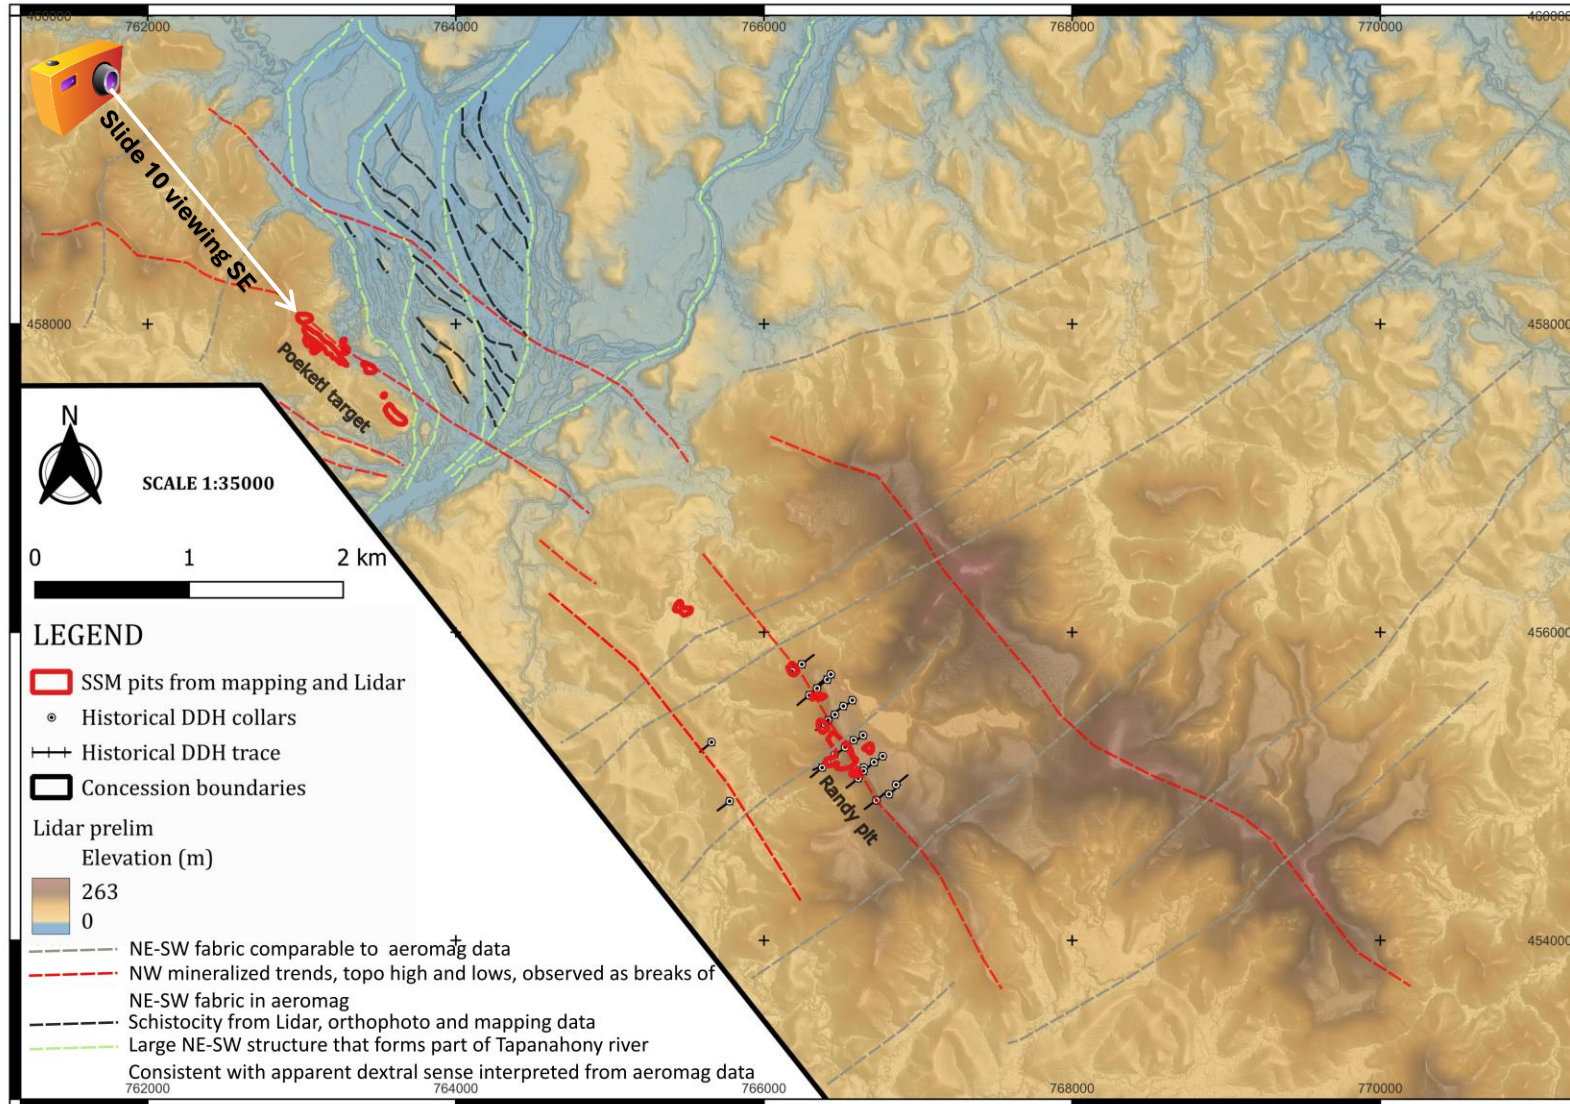 460000
762000
764000
766000
768000
770000
460000
Slide 10 viewing SE
458000
458000
Poeketi target
N
SCALE 1:35000
0 1 2 km
LEGEND
SSM pits from mapping and Lidar
Historical DDH collars
Historical DDH trace
Concession boundaries
Lidar prelim
Elevation (m)
263
0
456000
Randy pit
454000
NE-SW fabric comparable to aeromag data
NW mineralized trends, topo high and lows, observed as breaks of
NE-SW fabric in aeromag
Schistocity from Lidar, orthophoto and mapping data
Large NE-SW structure that forms part of Tapanahony river
Consistent with apparent dextral sense interpreted from aeromag data
762000
764000
766000
768000
770000